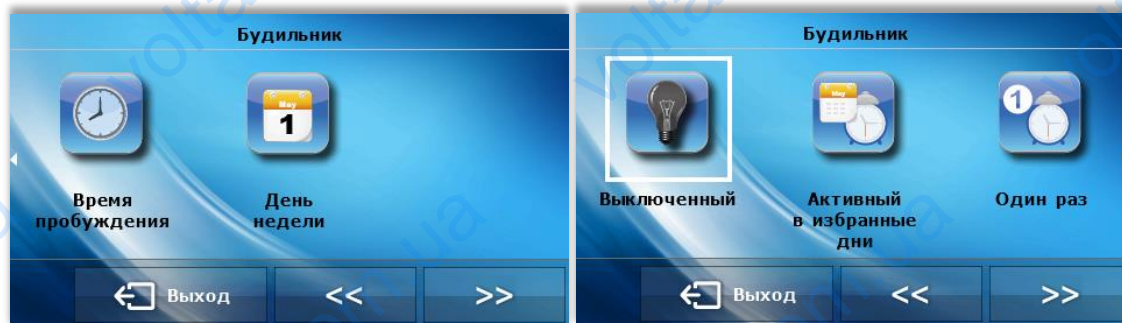 Будильник
May
1
Время
пробуждения
День
недели
Выход
<<
>>
Будильник
May
1
Выключенный
Активный
в избранные
дни
Один раз
Выход
<<
>>